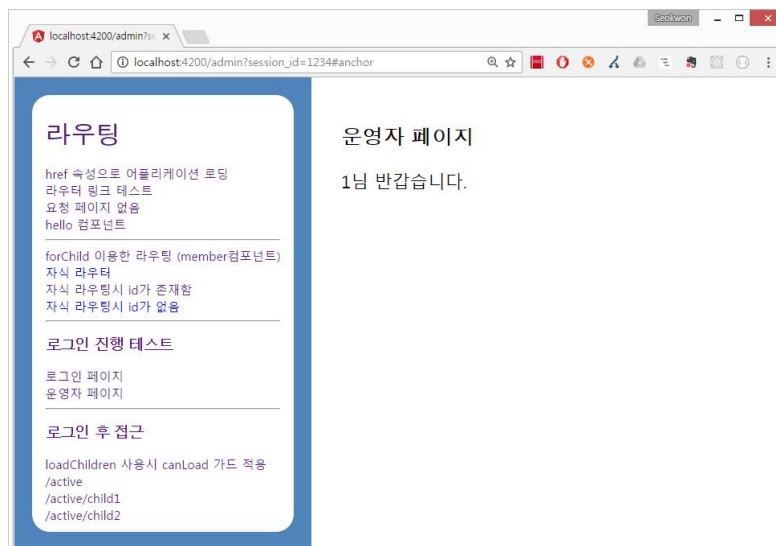 Seokwon
localhost:4200/admin?se
localhost:4200/admin?session_id=1234#anchor
라우팅
href 속성으로 어플리케이션 로딩
라우터 링크 테스트
요청 페이지 없음
hello 컴포넌트
forChild 이용한 라우팅 (member컴포넌트)
자식 라우터
자식 라우팅시 id가 존재함
자식 라우팅시 id가 없음
로그인 진행 테스트
로그인 페이지
운영자 페이지
로그인 후 접근
loadChildren 사용시 canLoad 가드 적용
/active
/active/child1
/active/child2
운영자 페이지
1님 반갑습니다.